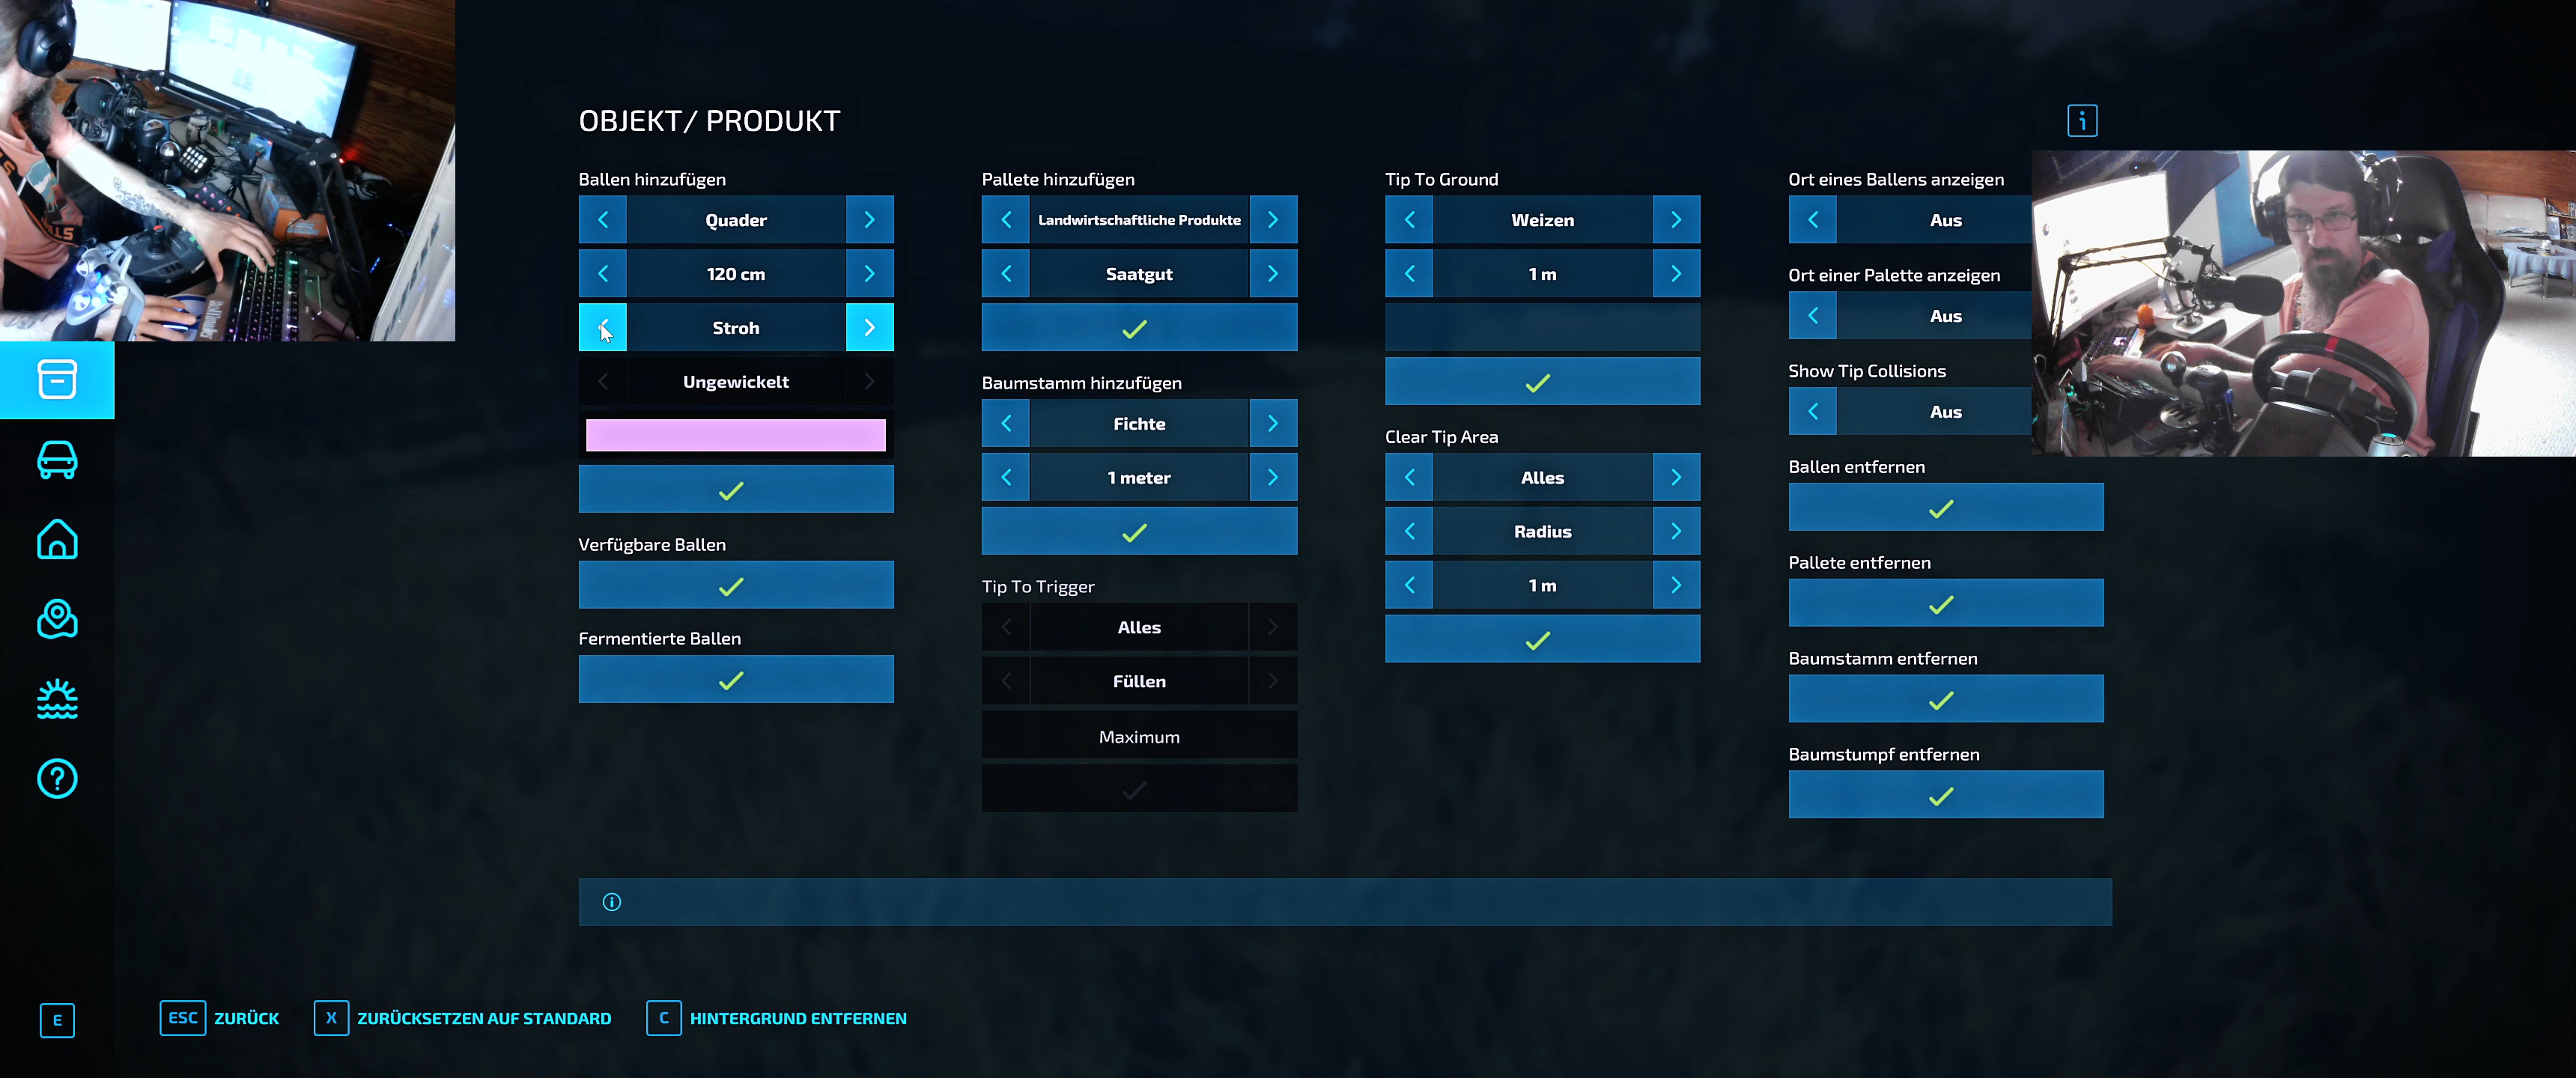 OBJEKT/ PRODUKT
Ballen hinzufügen
Quader
120 cm
Stroh
Ungewickelt
Verfügbare Ballen
Fermentierte Ballen
Pallete hinzufügen
Landwirtschaftliche Produkte
Saatgut
Baumstamm hinzufügen
Fichte
1 meter
Tip To Trigger
Alles
Füllen
Maximum
Tip To Ground
Weizen
1 m
Clear Tip Area
Alles
Radius
1 m
Ort eines Ballens anzeigen
Aus
Ort einer Palette anzeigen
Aus
Show Tip Collisions
Aus
Ballen entfernen
Pallete entfernen
Baumstamm entfernen
Baumstumpf entfernen
E
ESC ZURÜCK
X ZURÜCKSETZEN AUF STANDARD
C HINTERGRUND ENTFERNEN